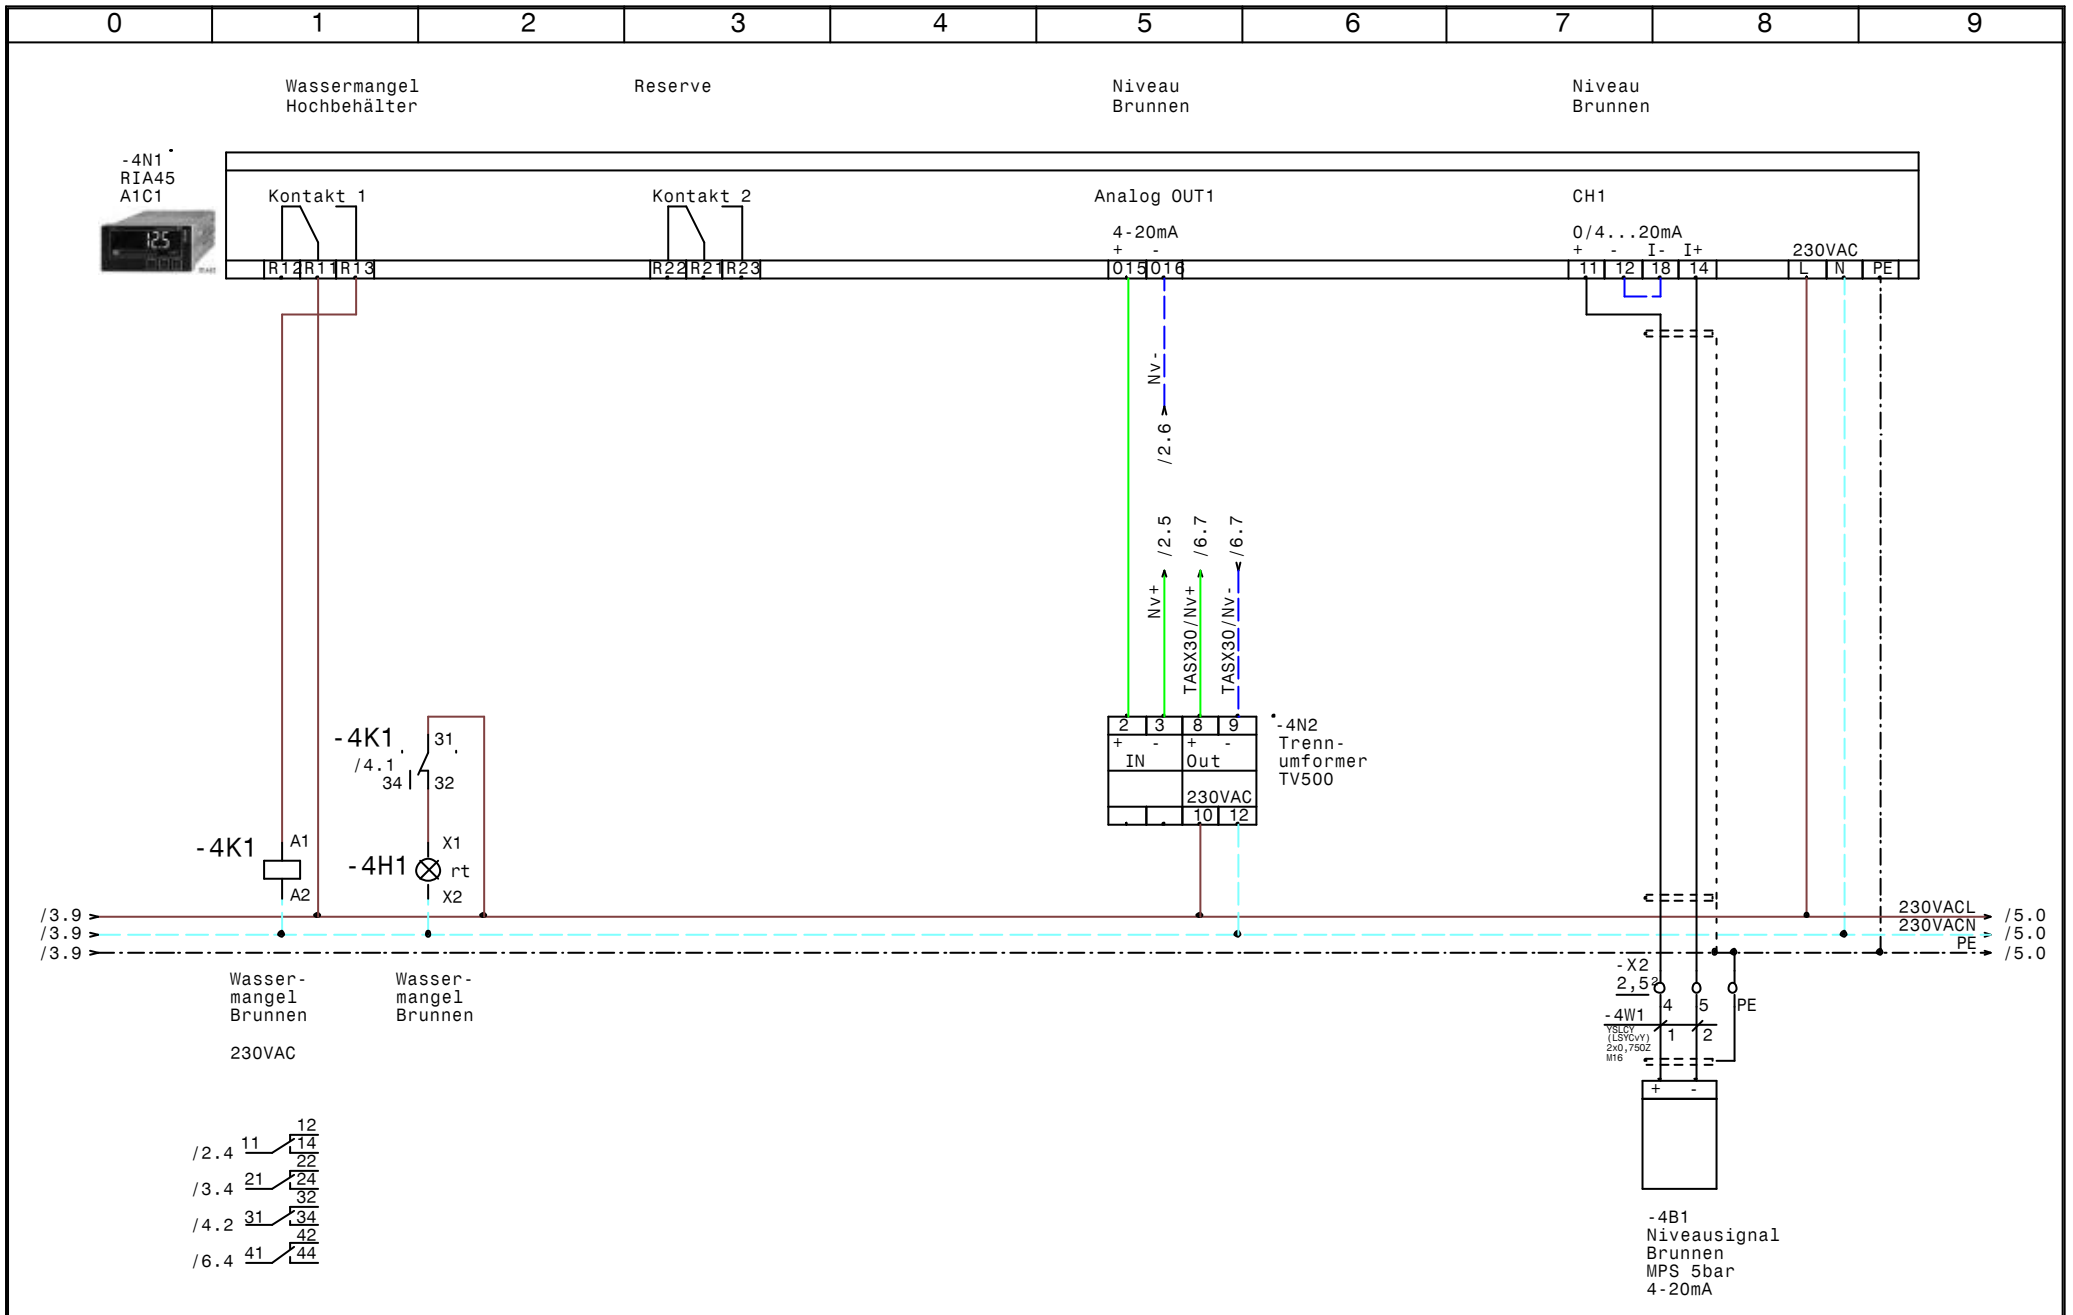 0 1 2 3 4 5 6 7 8 9
Wassermangel
Hochbehälter
Reserve
Niveau
Brunnen
Niveau
Brunnen
-4N1
RIA45
A1C1
12.5
Kontakt 1
Kontakt 2
Analog OUT1
4-20mA
+ -
CH1
0/4...20mA
+ - I- I+
230VAC
R12 R11 R13
R22 R21 R23
O15 O16
11 12 18 14
L N PE
Nv-
/2.6
Nv+
/2.5
TASX30/Nv+
/6.7
TASX30/Nv-
/6.7
-4K1
/4.1
31
34 32
2 3 8 9
+ - + -
IN Out
230VAC
10 12
-4N2
Trenn-
umformer
TV500
-4K1
A1
A2
-4H1
X1
rt
X2
/3.9
/3.9
/3.9
230VACL /5.0
230VACN /5.0
PE /5.0
Wasser-
mangel
Brunnen
230VAC
Wasser-
mangel
Brunnen
-X2
2,5²
4 5 PE
-4W1
YSLCY
(LSYCvY)
2x0,75OZ
M16
1 2
+ -
-4B1
Niveausignal
Brunnen
MPS 5bar
4-20mA
12
/2.4 11 14
22
/3.4 21 24
32
/4.2 31 34
42
/6.4 41 44